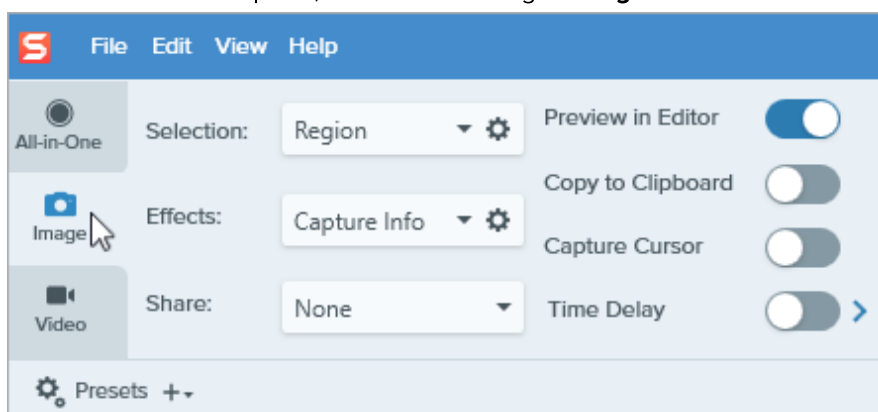 File Edit View Help
All-in-One
Selection: Region
Preview in Editor
Copy to Clipboard
Image
Effects: Capture Info
Capture Cursor
Video
Share: None
Time Delay
Presets